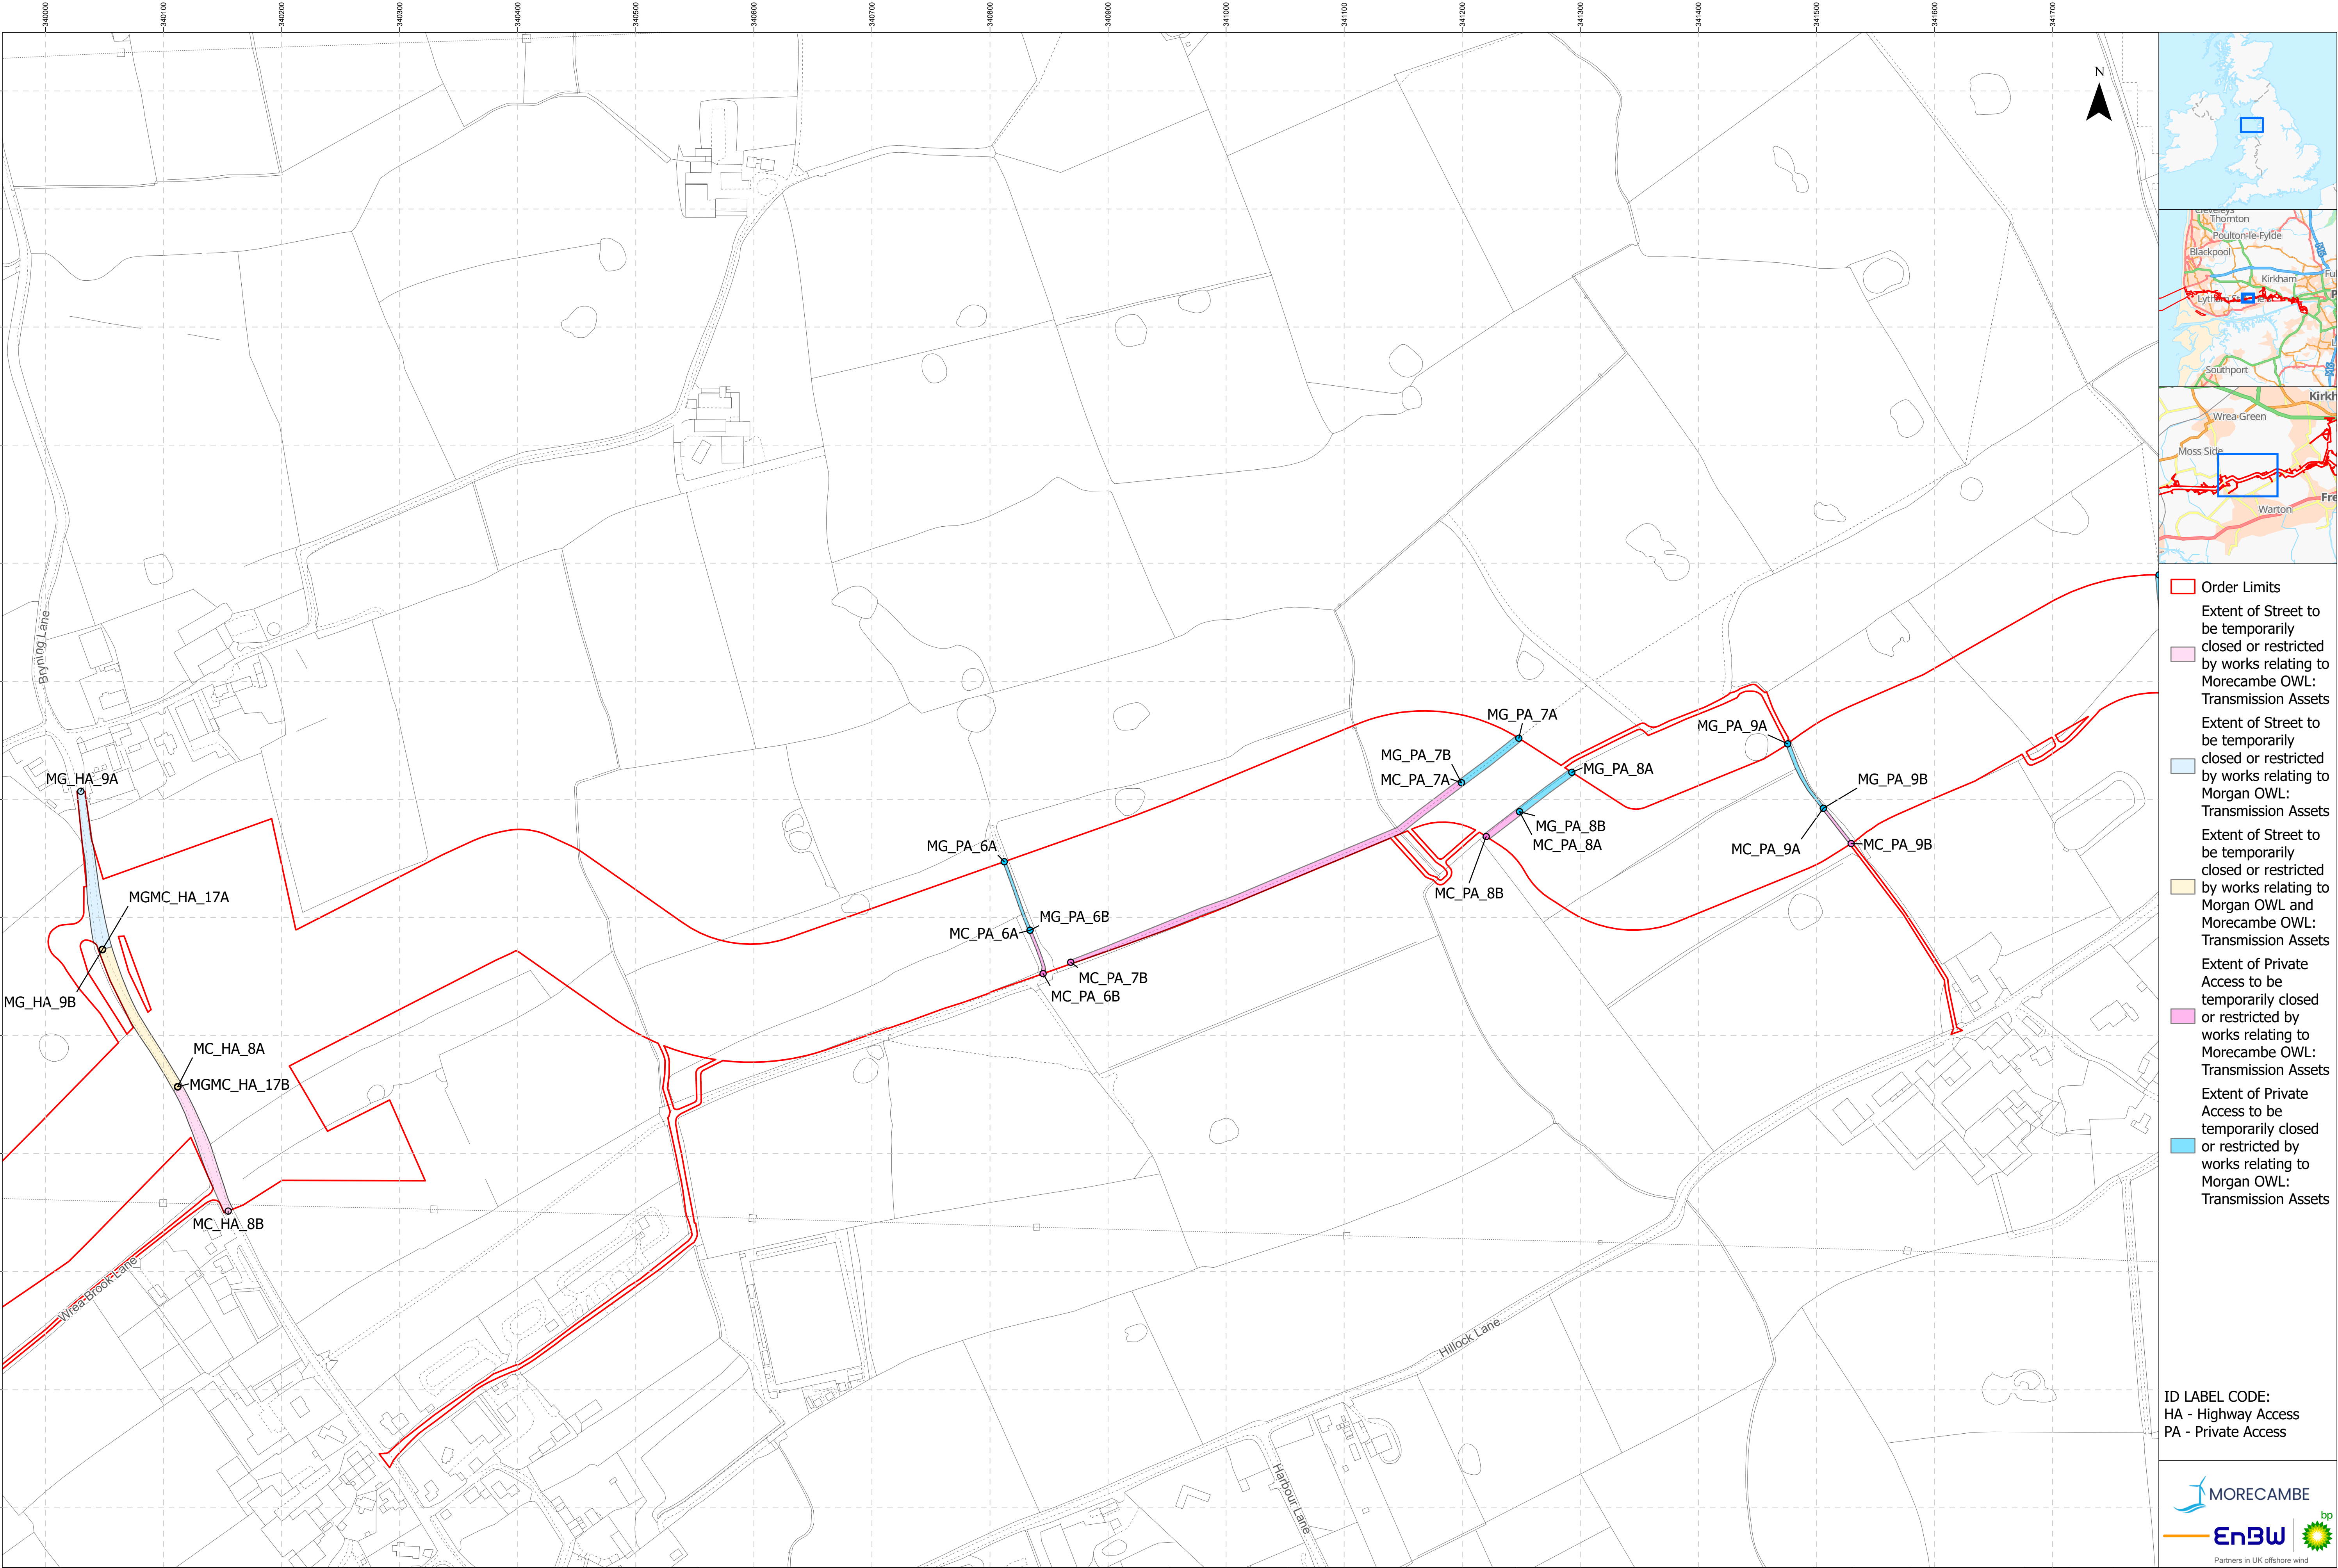 340000
340100
340200
340300
340400
340500
340600
340700
340800
340900
341000
341100
341200
341300
341400
341500
341600
341700
N
Bryning Lane
MG_HA_9A
MGMC_HA_17A
MG_HA_9B
MC_HA_8A
MGMC_HA_17B
MC_HA_8B
Wrea-Brook-Lane
MG_PA_6A
MG_PA_6B
MC_PA_6A
MC_PA_7B
MC_PA_6B
MG_PA_7A
MG_PA_7B
MC_PA_7A
MG_PA_8A
MG_PA_8B
MC_PA_8A
MC_PA_8B
MG_PA_9A
MG_PA_9B
MC_PA_9A
MC_PA_9B
Hillock Lane
Harbour Lane
Cleveleys
Thornton
Poulton-le-Fylde
Blackpool
Kirkham
Southport
Kirkh
Wrea Green
Moss Side
Fre
Warton
Order Limits
Extent of Street to
be temporarily
closed or restricted
by works relating to
Morecambe OWL:
Transmission Assets
Extent of Street to
be temporarily
closed or restricted
by works relating to
Morgan OWL:
Transmission Assets
Extent of Street to
be temporarily
closed or restricted
by works relating to
Morgan OWL and
Morecambe OWL:
Transmission Assets
Extent of Private
Access to be
temporarily closed
or restricted by
works relating to
Morecambe OWL:
Transmission Assets
Extent of Private
Access to be
temporarily closed
or restricted by
works relating to
Morgan OWL:
Transmission Assets
ID LABEL CODE:
HA - Highway Access
PA - Private Access
MORECAMBE
EnBW
bp
Partners in UK offshore wind